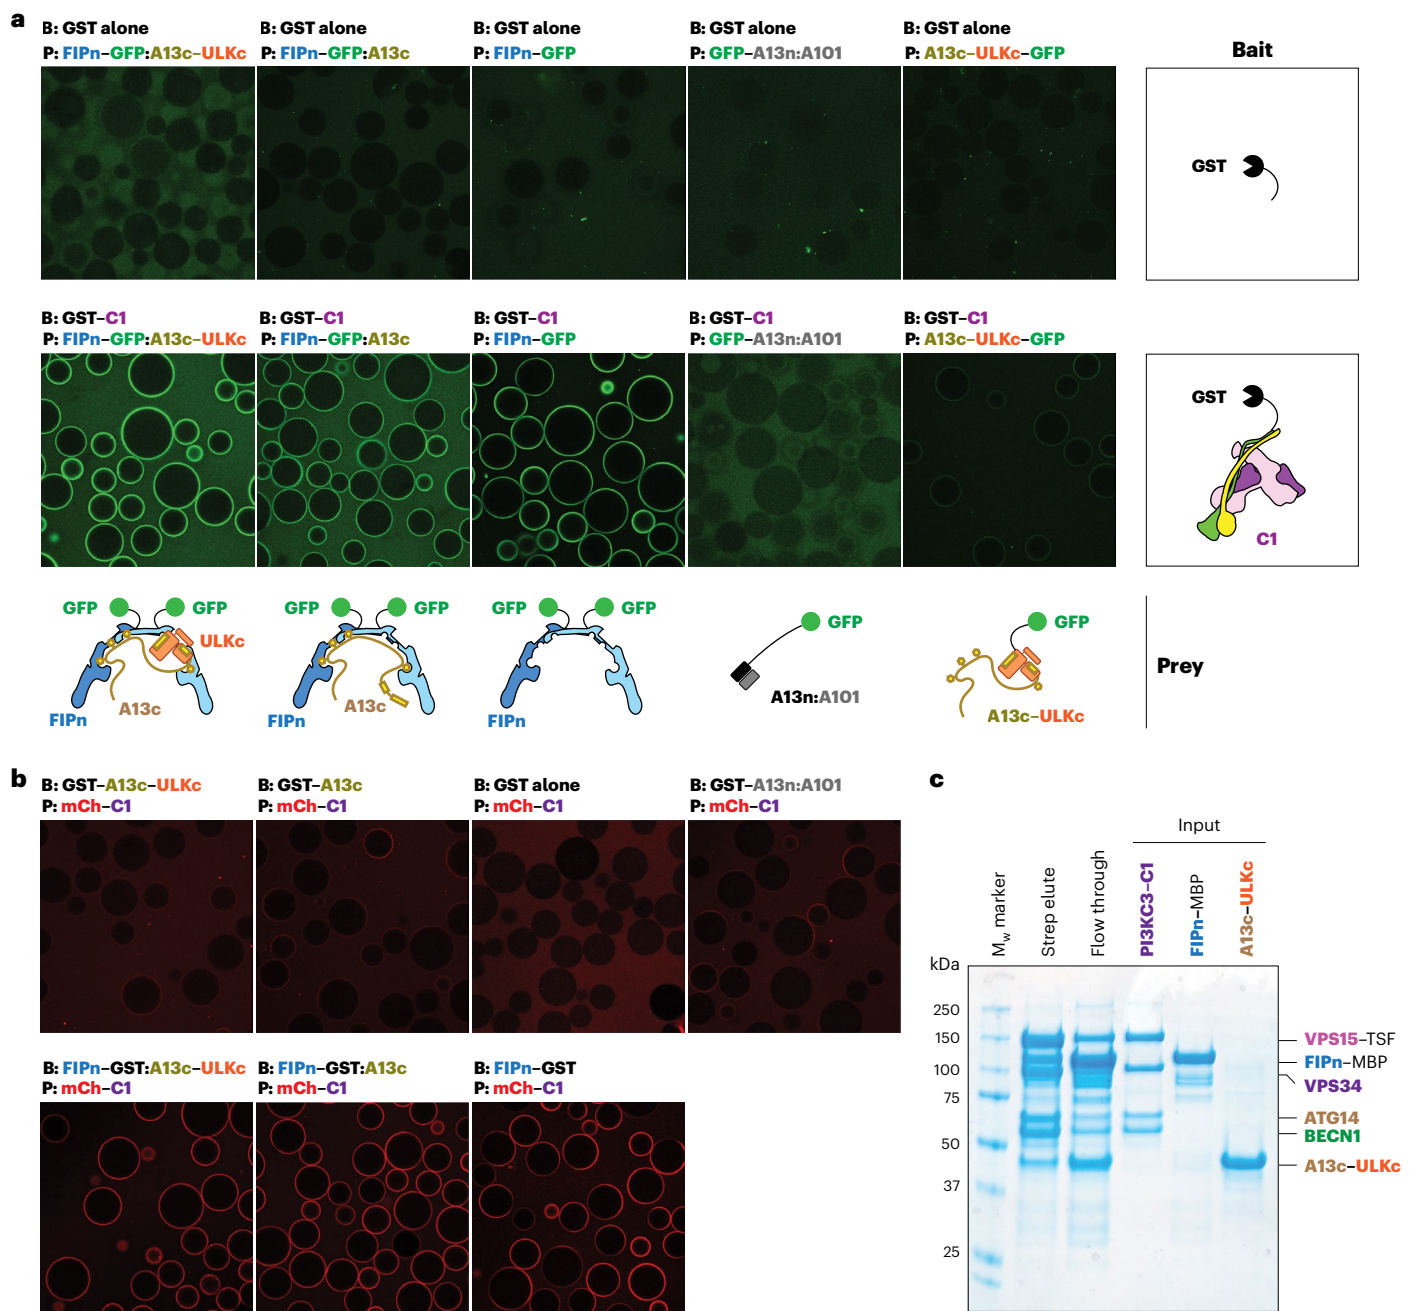 a
B: GST alone
P: FIPn–GFP:A13c–ULKc
B: GST alone
P: FIPn–GFP:A13c
B: GST alone
P: FIPn–GFP
B: GST alone
P: GFP–A13n:A101
B: GST alone
P: A13c–ULKc–GFP
Bait
GST
B: GST–C1
P: FIPn–GFP:A13c–ULKc
B: GST–C1
P: FIPn–GFP:A13c
B: GST–C1
P: FIPn–GFP
B: GST–C1
P: GFP–A13n:A101
B: GST–C1
P: A13c–ULKc–GFP
GST
C1
GFP GFP
ULKc
A13c
FIPn
GFP GFP
A13c
FIPn
GFP GFP
FIPn
GFP
A13n:A101
GFP
A13c–ULKc
Prey
b
B: GST–A13c–ULKc
P: mCh–C1
B: GST–A13c
P: mCh–C1
B: GST alone
P: mCh–C1
B: GST–A13n:A101
P: mCh–C1
B: FIPn–GST:A13c–ULKc
P: mCh–C1
B: FIPn–GST:A13c
P: mCh–C1
B: FIPn–GST
P: mCh–C1
c
Input
Mw marker
Strep elute
Flow through
PI3KC3–C1
FIPn–MBP
A13c–ULKc
kDa
250
150
100
75
50
37
25
VPS15–TSF
FIPn–MBP
VPS34
ATG14
BECN1
A13c–ULKc